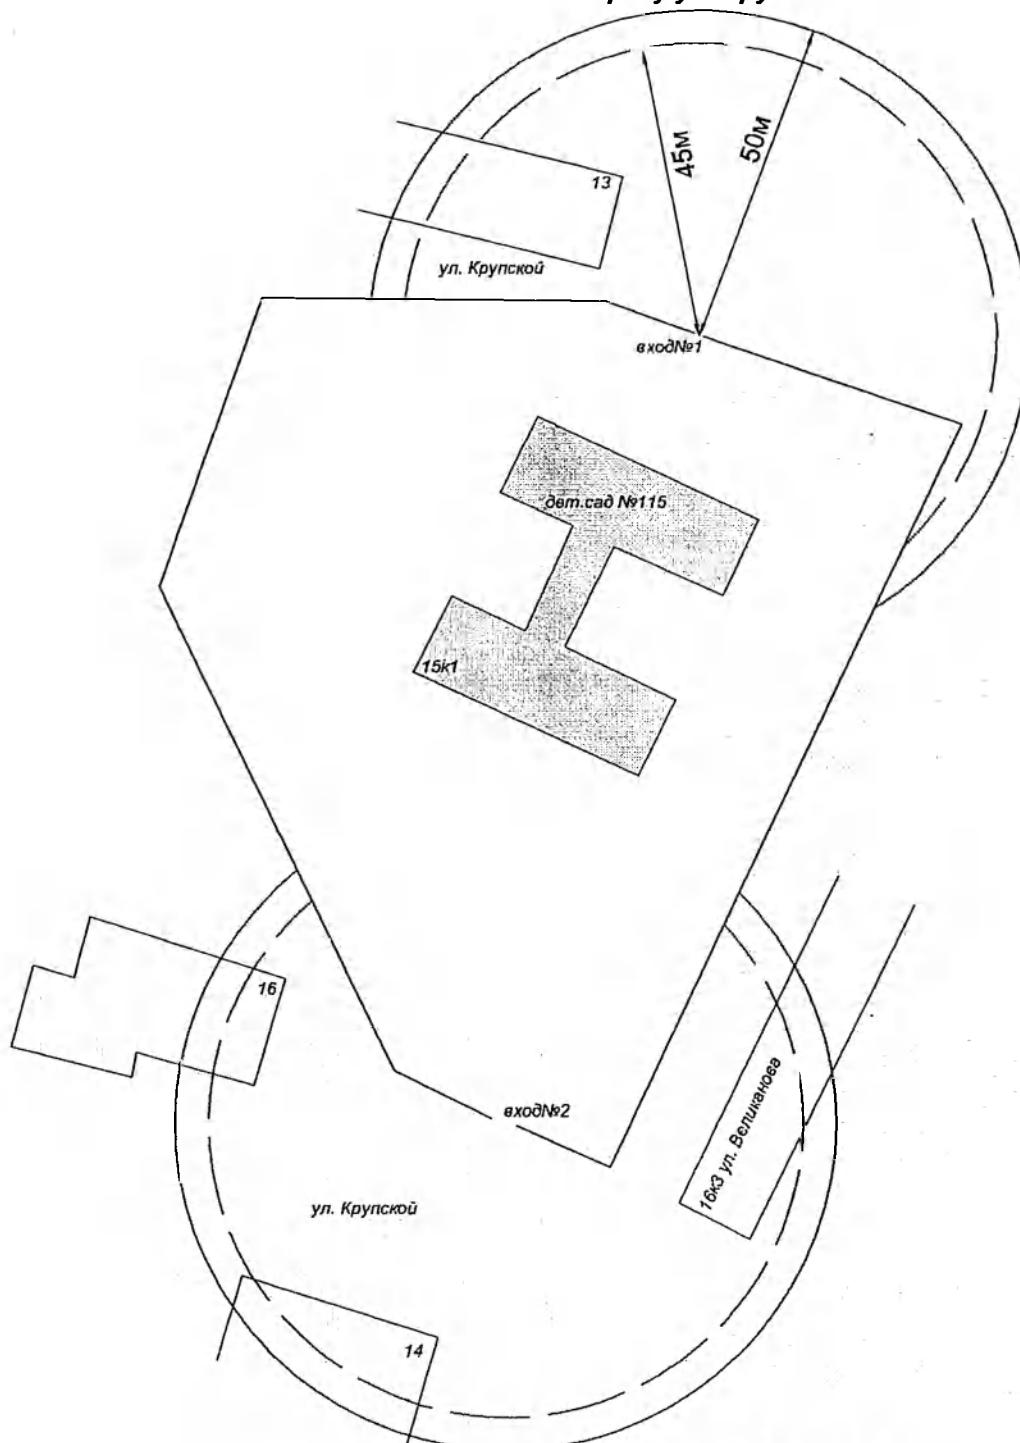 45м
50м
13
ул. Крупской
вход№1
дет.сад №115
15к1
16
вход№2
16к3 ул. Великанова
ул. Крупской
14